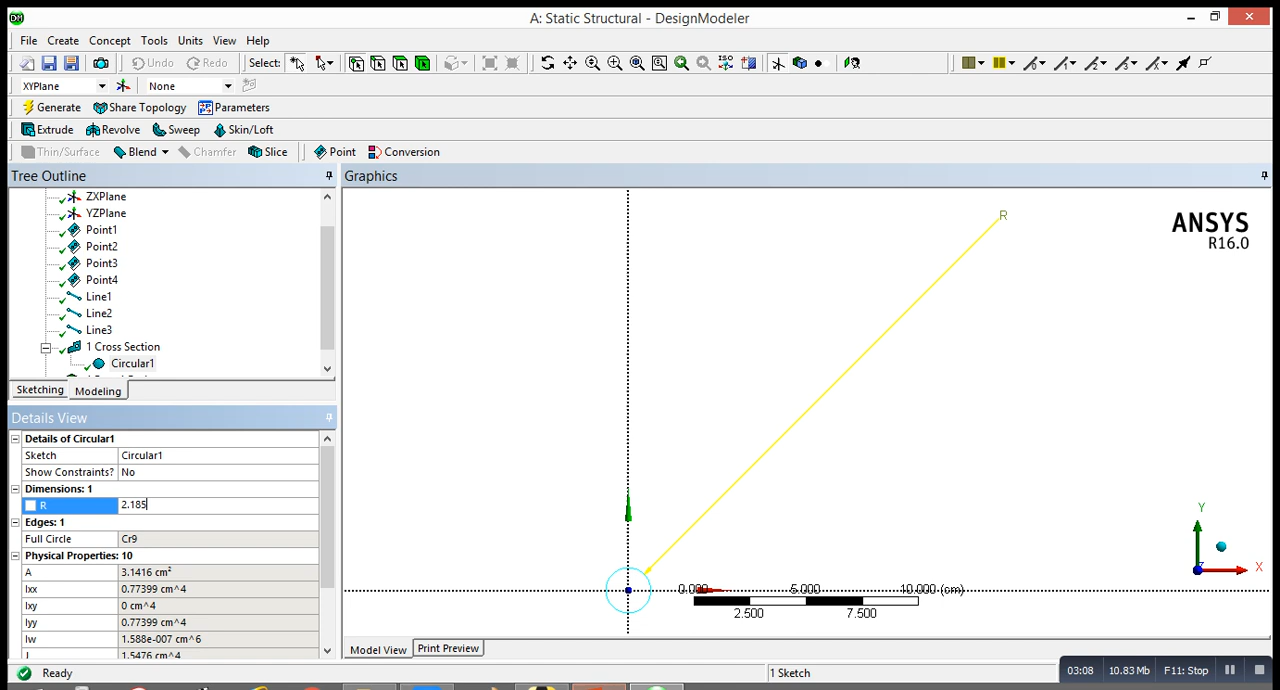 A: Static Structural - DesignModeler
File Create Concept Tools Units View Help
Undo Redo Select:
XYPlane None
Generate Share Topology Parameters
Extrude Revolve Sweep Skin/Loft
Thin/Surface Blend Chamfer Slice Point Conversion
Tree Outline
ZXPlane
YZPlane
Point1
Point2
Point3
Point4
Line1
Line2
Line3
1 Cross Section
Circular1
Sketching Modeling
Details View
Details of Circular1
Sketch Circular1
Show Constraints? No
Dimensions: 1
R 2.185
Edges: 1
Full Circle Cr9
Physical Properties: 10
A 3.1416 cm²
Ixx 0.77399 cm^4
Ixy 0 cm^4
Iyy 0.77399 cm^4
Iw 1.588e-007 cm^6
J 1.5476 cm^4
Graphics
R
ANSYS
R16.0
Y
X
0.000 5.000 10.000 (cm)
2.500 7.500
Model View Print Preview
Ready 1 Sketch
03:08 10.83 Mb F11: Stop